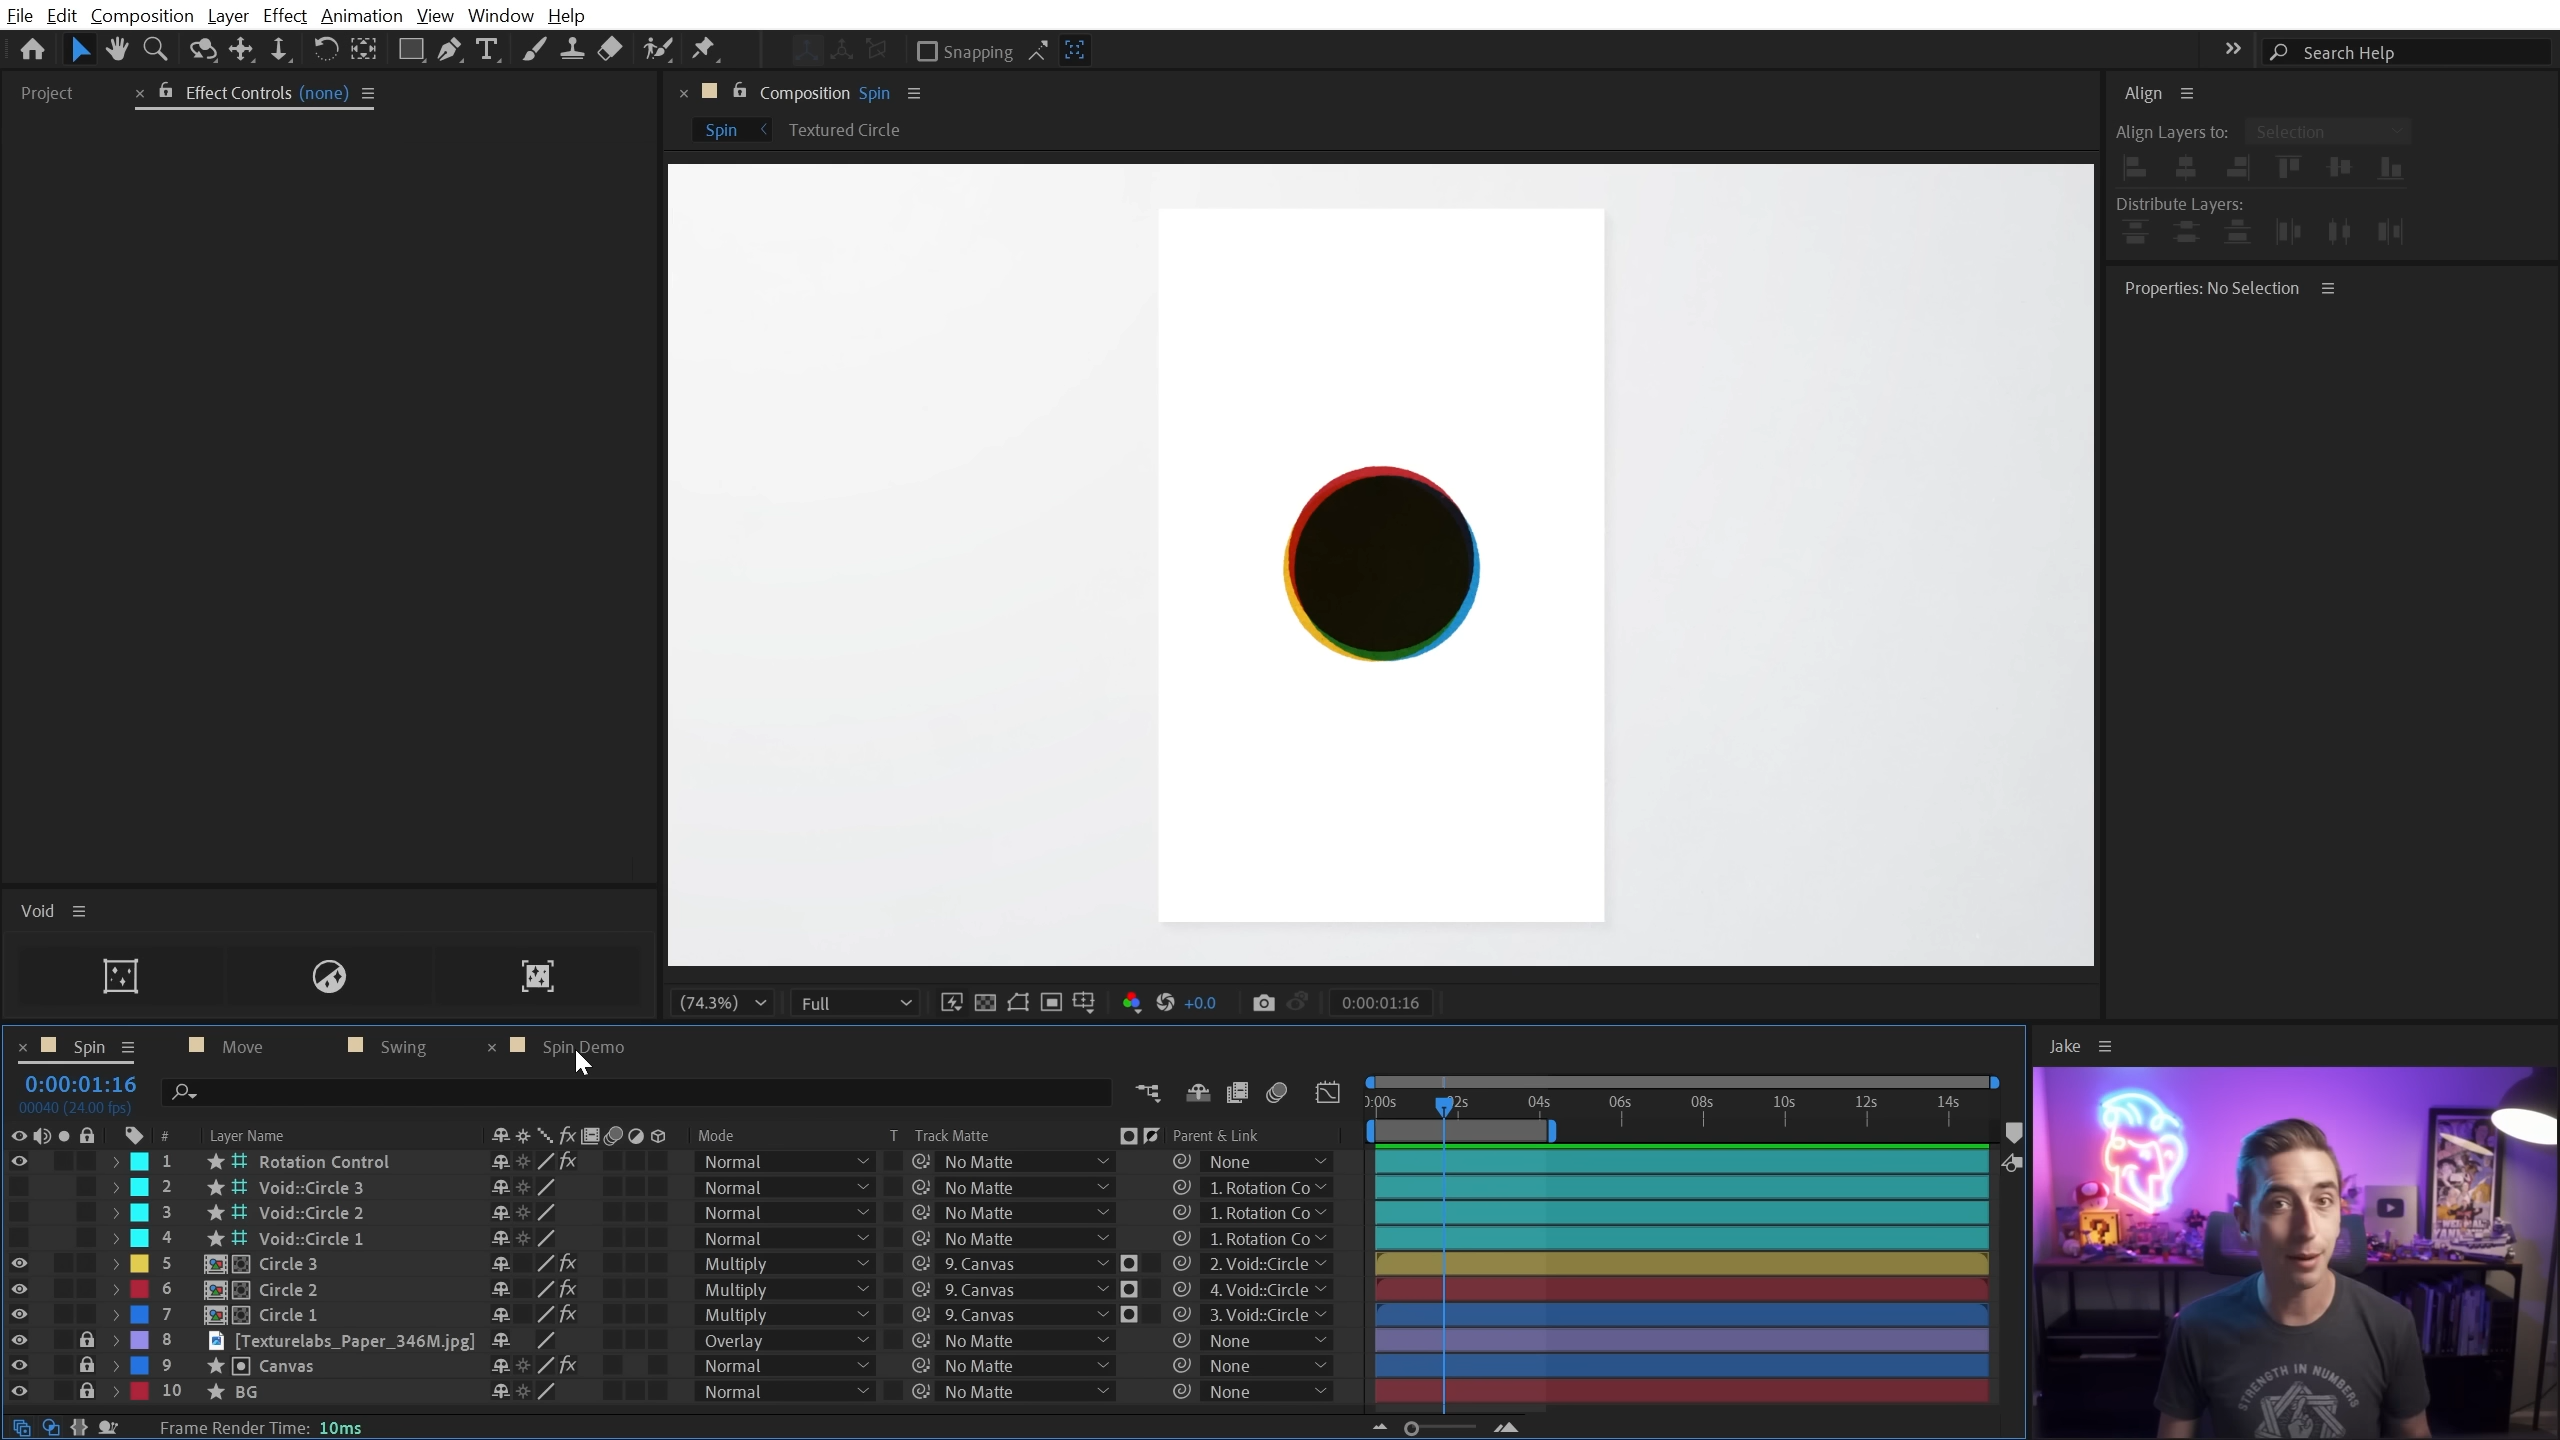 File Edit Composition Layer Effect Animation View Window Help
Snapping
Search Help
Project
Effect Controls (none)
Composition Spin
Align
Spin
Textured Circle
Align Layers to: Selection
Distribute Layers:
Properties: No Selection
Void
(74.3%)
Full
+0.0
0:00:01:16
Spin
Move
Swing
Spin Demo
Jake
0:00:01:16
00040 (24.00 fps)
0:00s 02s 04s 06s 08s 10s 12s 14s
# Layer Name Mode T Track Matte Parent & Link
1 Rotation Control Normal No Matte None
2 Void::Circle 3 Normal No Matte 1. Rotation Co
3 Void::Circle 2 Normal No Matte 1. Rotation Co
4 Void::Circle 1 Normal No Matte 1. Rotation Co
5 Circle 3 Multiply 9. Canvas 2. Void::Circle
6 Circle 2 Multiply 9. Canvas 4. Void::Circle
7 Circle 1 Multiply 9. Canvas 3. Void::Circle
8 [Texturelabs_Paper_346M.jpg] Overlay No Matte None
9 Canvas Normal No Matte None
10 BG Normal No Matte None
Frame Render Time: 10ms
STRENGTH IN NUMBERS